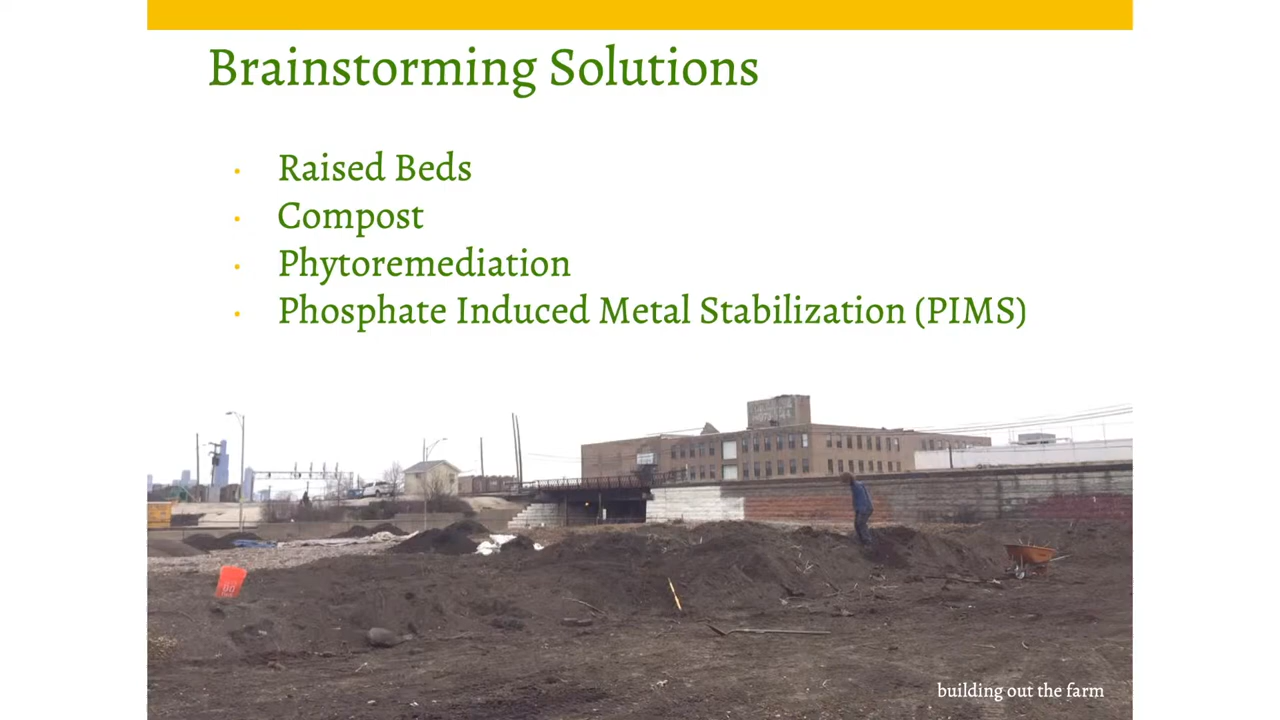 Brainstorming Solutions
· Raised Beds
· Compost
· Phytoremediation
· Phosphate Induced Metal Stabilization (PIMS)
building out the farm